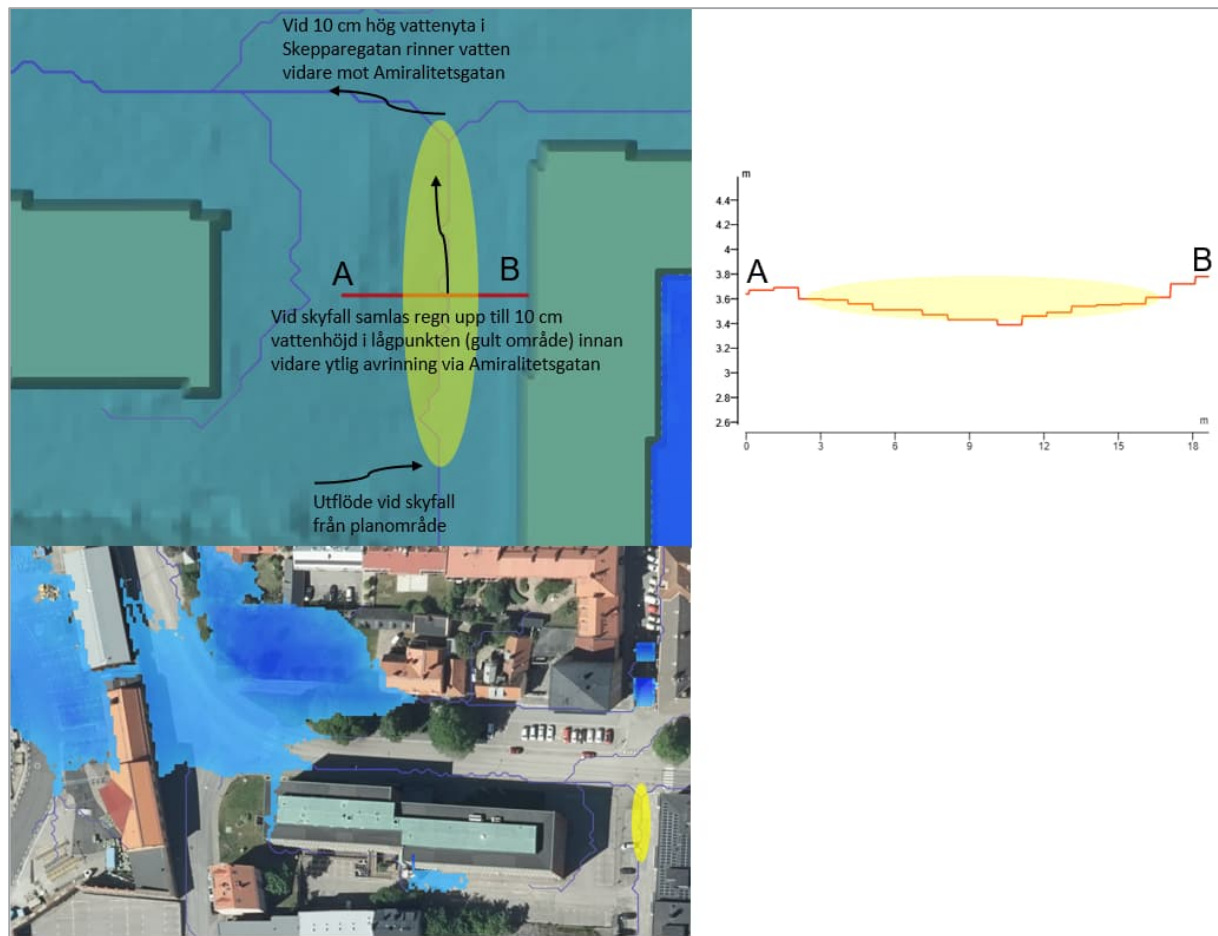 Vid 10 cm hög vattenyta i
Skepparegatan rinner vatten
vidare mot Amiralitetsgatan
A
B
Vid skyfall samlas regn upp till 10 cm
vattenhöjd i lågpunkten (gult område) innan
vidare ytlig avrinning via Amiralitetsgatan
Utflöde vid skyfall
från planområde
m
4.4
4.2
4
3.8
3.6
3.4
3.2
3
2.8
2.6
A
B
m
0
3
6
9
12
15
18